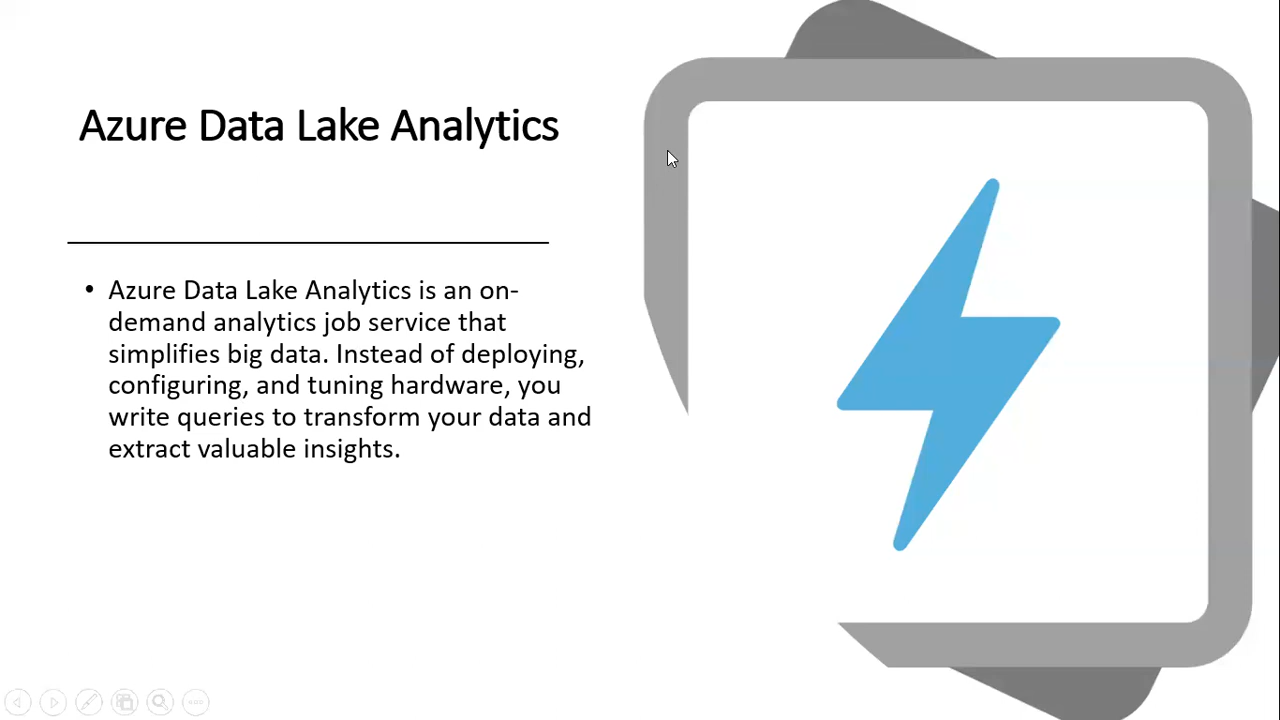 Azure Data Lake Analytics
• Azure Data Lake Analytics is an on-
demand analytics job service that
simplifies big data. Instead of deploying,
configuring, and tuning hardware, you
write queries to transform your data and
extract valuable insights.